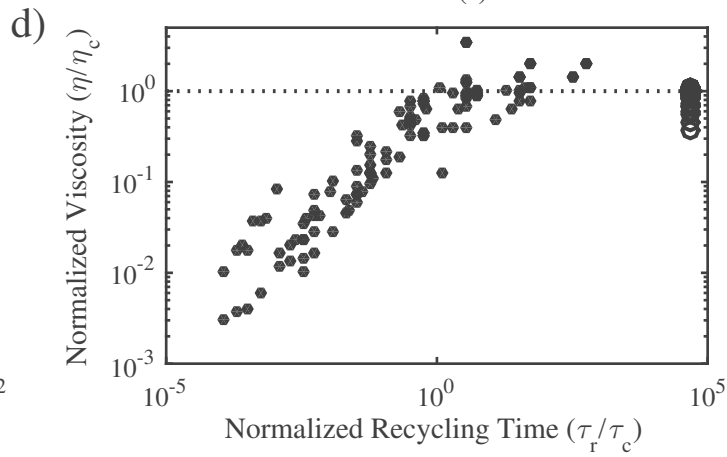 d)
Normalized Viscosity (η/η_c)
10^0
10^-1
10^-2
10^-3
10^-5
10^0
10^5
Normalized Recycling Time (τ_r/τ_c)
2